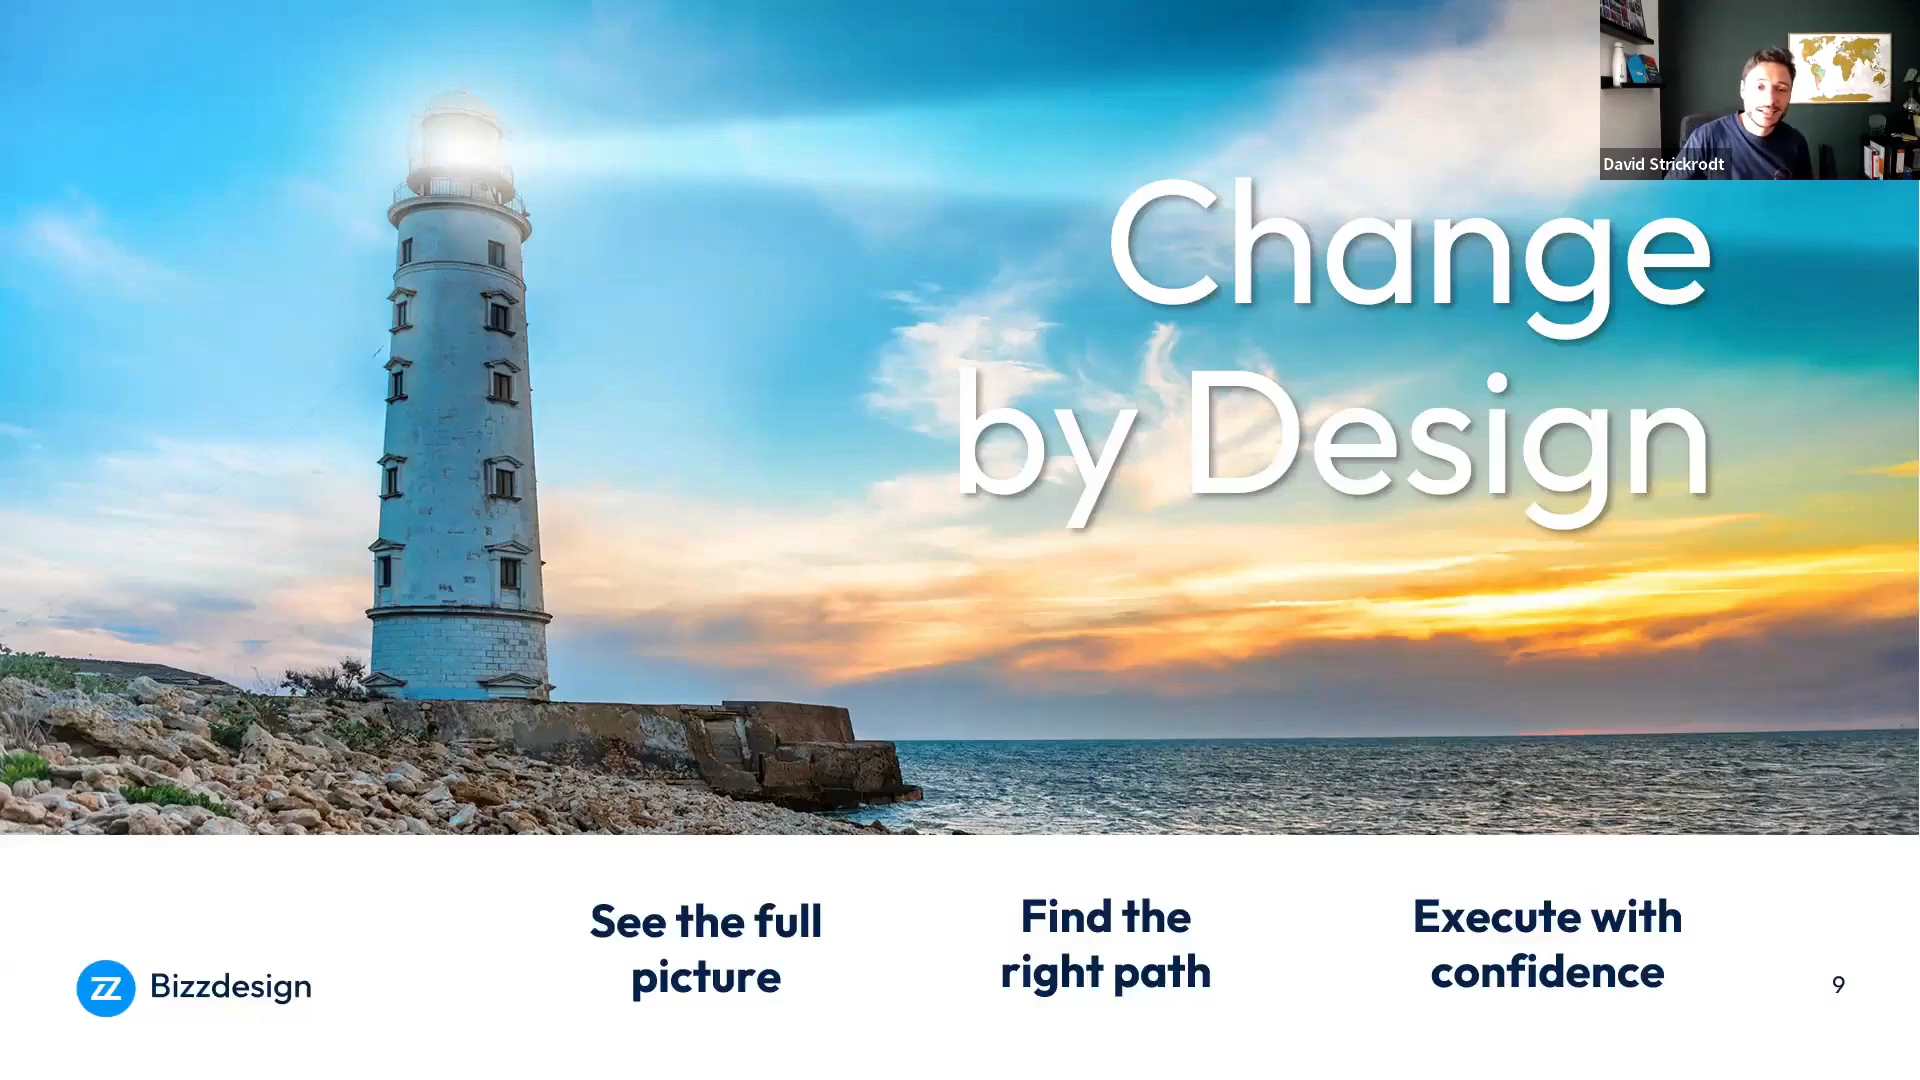 David Strickrodt
Change
by Design
See the full
picture
Find the
right path
Execute with
confidence
Bizzdesign
9